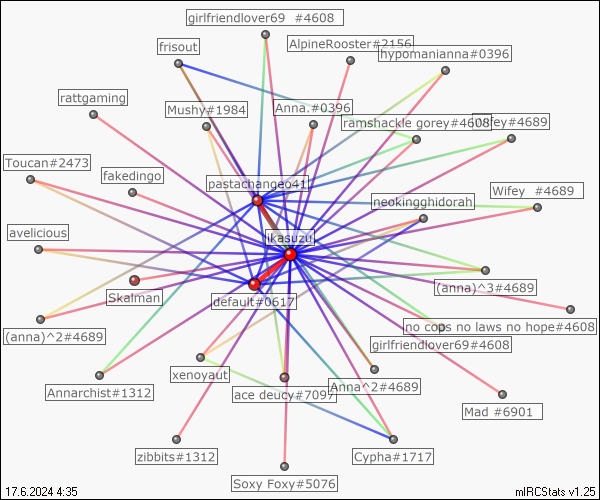 girlfriendlover69 #4608
frisout
AlpineRooster#2156
hypomanianna#0396
rattgaming
Mushy#1984
Anna.#0396
ramshackle gorey#4608
#4689
Toucan#2473
fakedingo
pastachangeo41
neokingghidorah
Wifey #4689
avelicious
jikasuzu
Skalman
default#0617
(anna)^3#4689
(anna)^2#4689
no cops no laws no hope#4608
girlfriendlover69#4608
xenoyaut
Annarchist#1312
ace deucy#7097
Anna^2#4689
Mad #6901
zibbits#1312
Cypha#1717
Soxy Foxy#5076
17.6.2024 4:35
mIRCStats v1.25